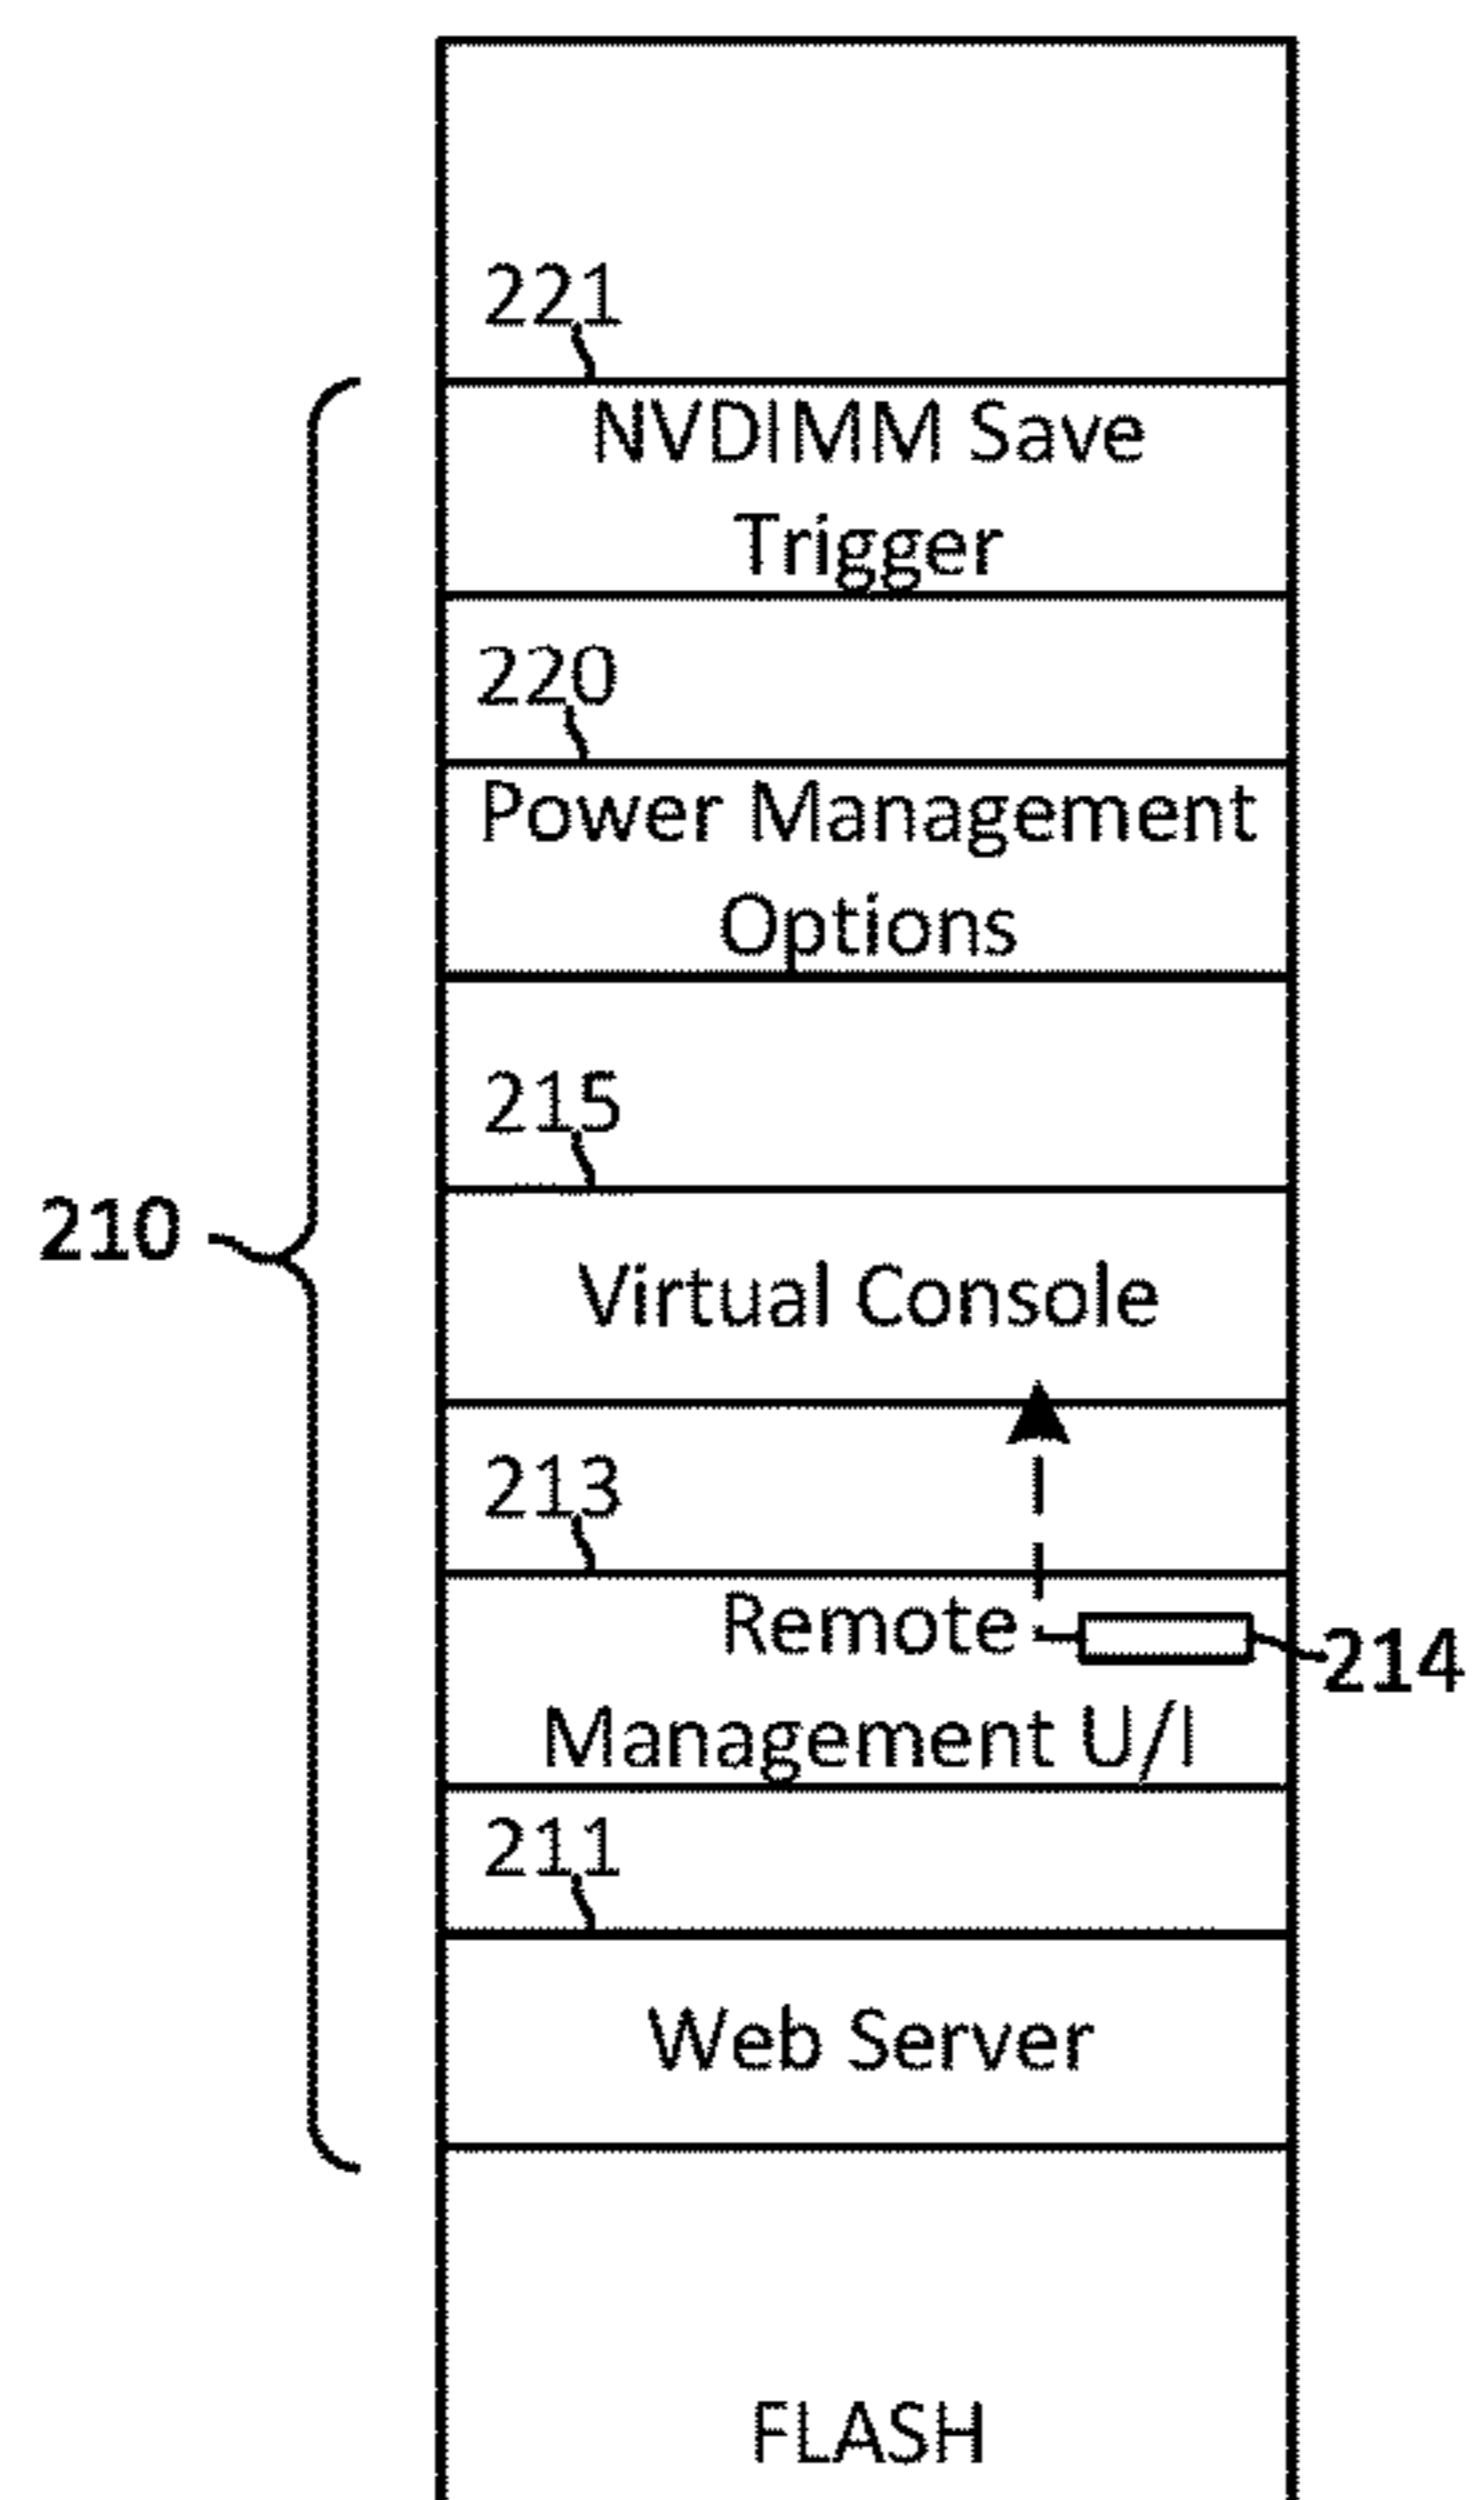 221
NVDIMM Save
Trigger
220
Power Management
Options
215
210
Virtual Console
213
Remote
214
Management U/I
211
Web Server
FLASH